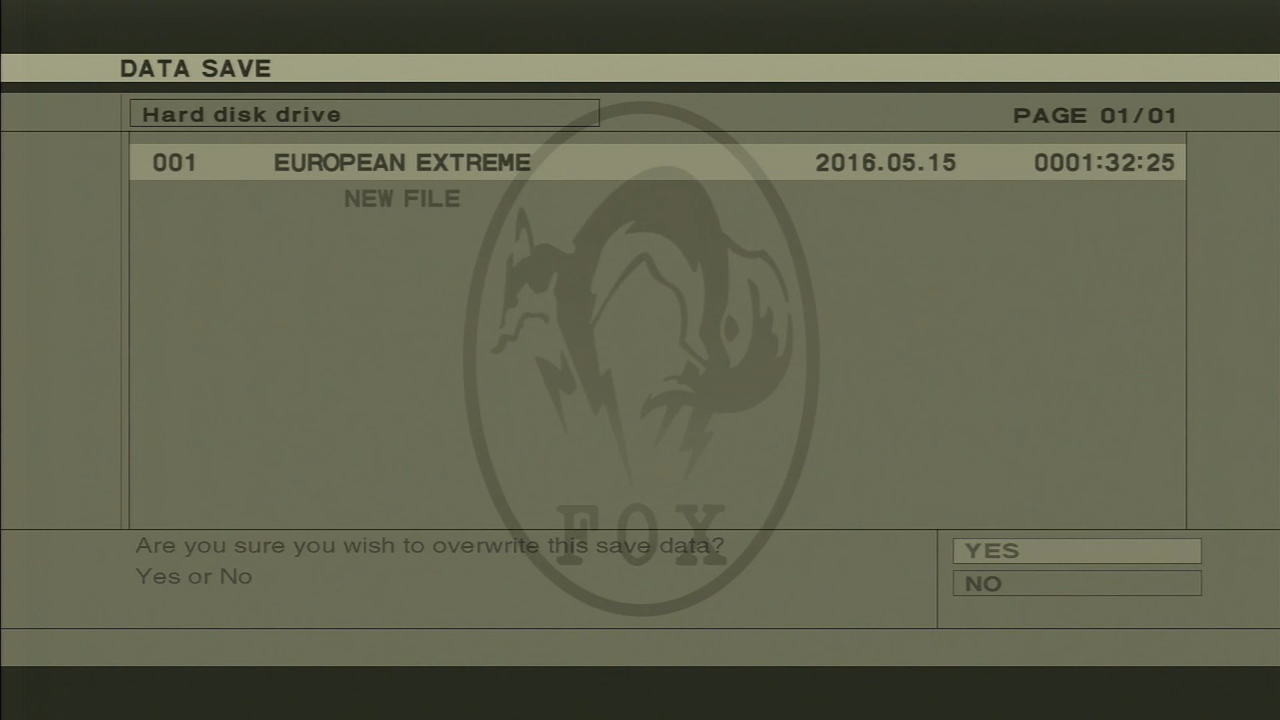 DATA SAVE
Hard disk drive PAGE 01/01
001 EUROPEAN EXTREME 2016.05.15 0001:32:25
NEW FILE
FOX
Are you sure you wish to overwrite this save data?
Yes or No
YES
NO